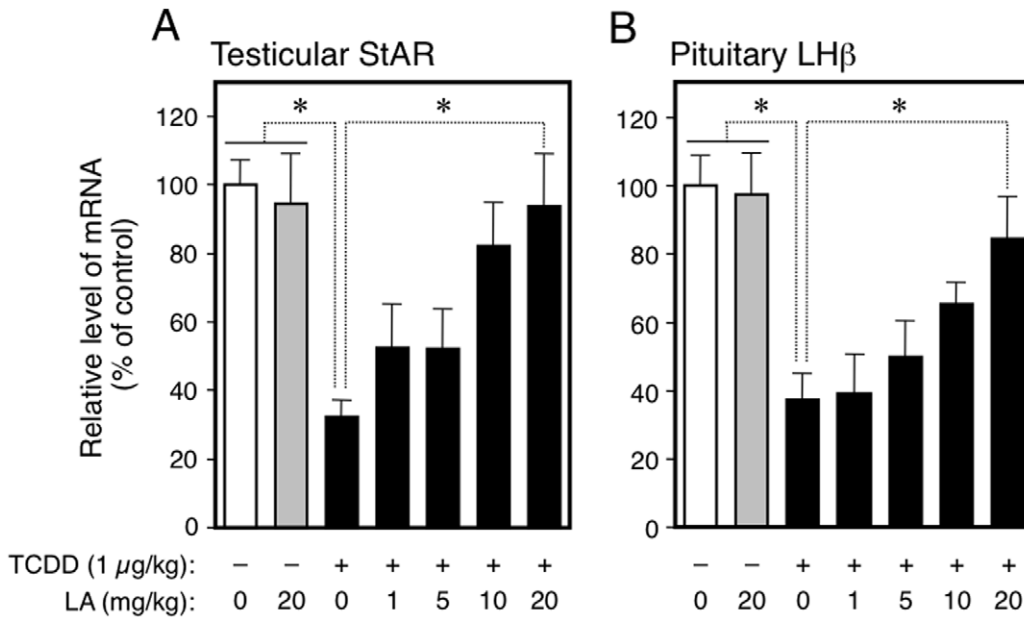 A
Testicular StAR
Relative level of mRNA
(% of control)
120
100
80
60
40
20
0
*
*
B
Pituitary LHβ
120
100
80
60
40
20
0
*
*
TCDD (1 µg/kg): – – + + + + + – – + + + + +
LA (mg/kg): 0 20 0 1 5 10 20 0 20 0 1 5 10 20